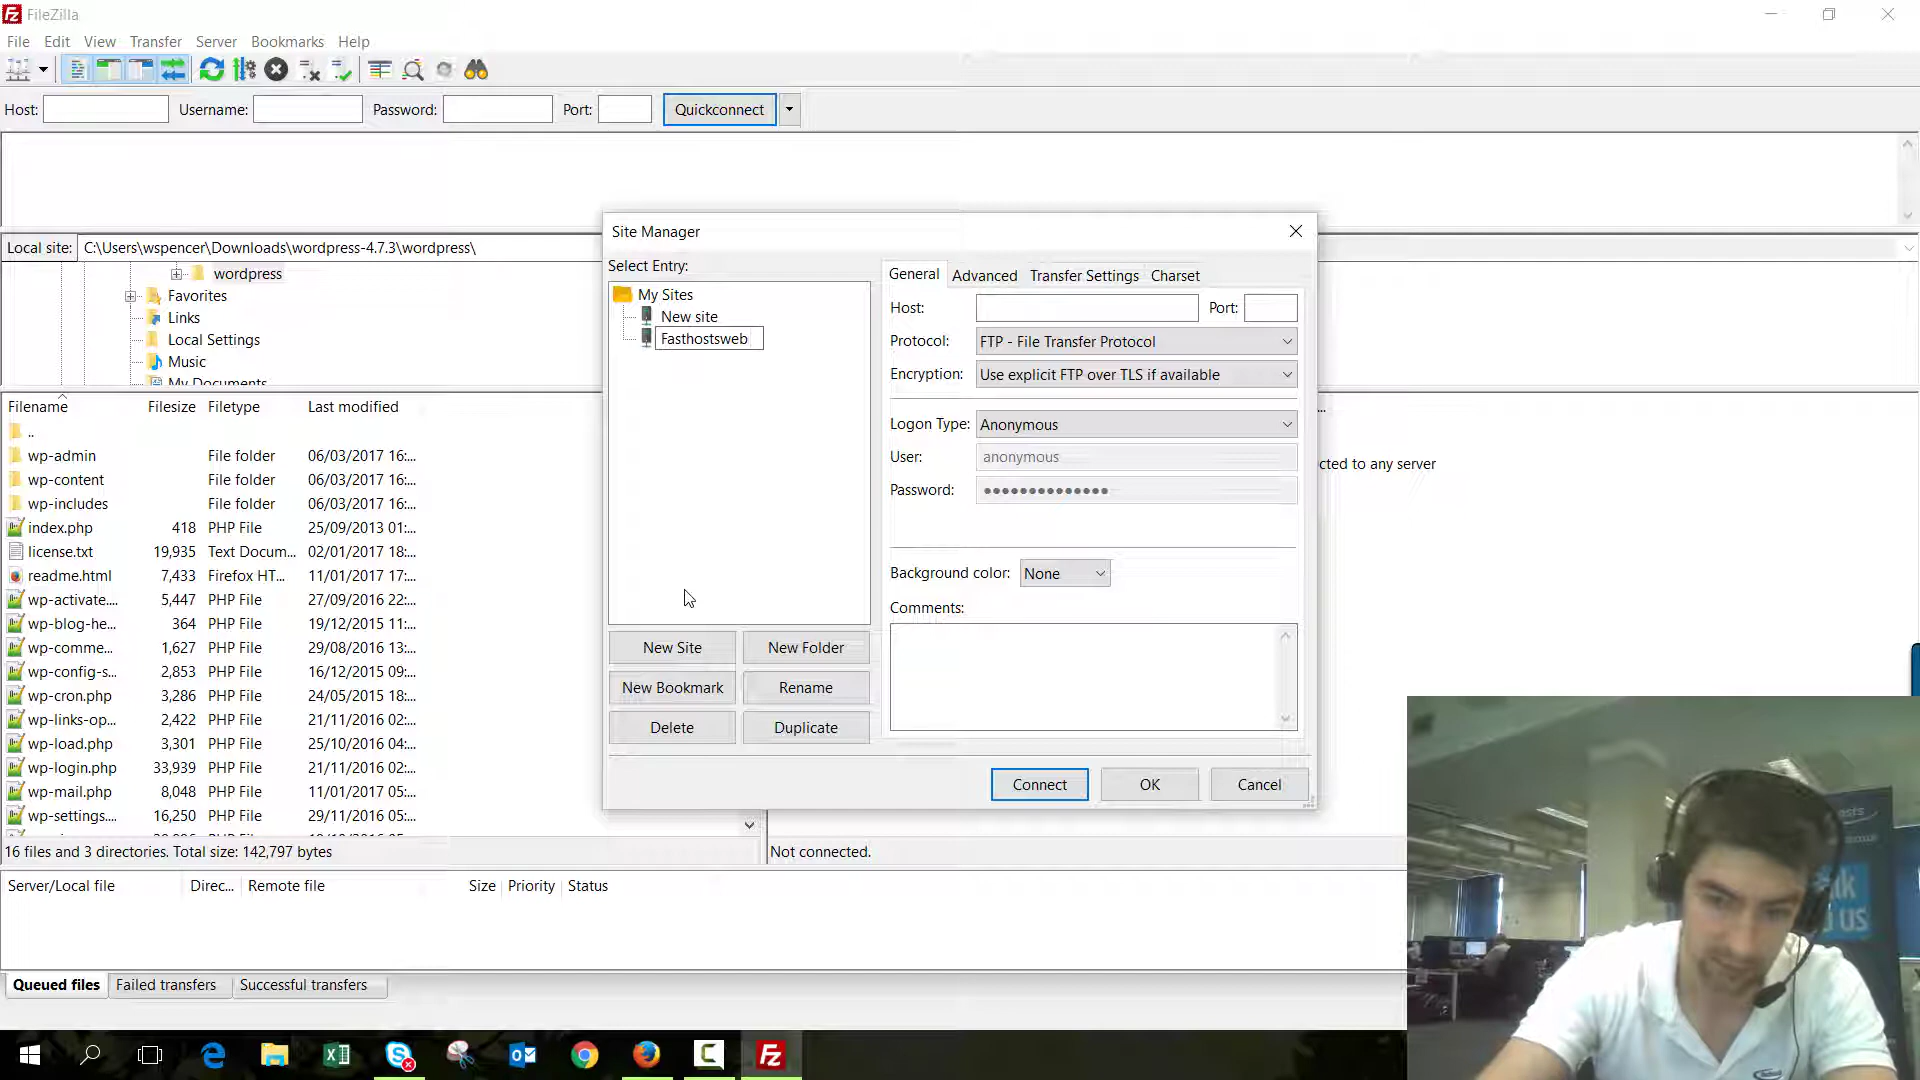 FileZilla
File Edit View Transfer Server Bookmarks Help
Host: Username: Password: Port: Quickconnect
Local site: C:\Users\wspencer\Downloads\wordpress-4.7.3\wordpress\
wordpress
Favorites
Links
Local Settings
Music
My Documents
Filename Filesize Filetype Last modified
..
wp-admin File folder 06/03/2017 16:...
wp-content File folder 06/03/2017 16:...
wp-includes File folder 06/03/2017 16:...
index.php 418 PHP File 25/09/2013 01:...
license.txt 19,935 Text Docum... 02/01/2017 18:...
readme.html 7,433 Firefox HT... 11/01/2017 17:...
wp-activate.... 5,447 PHP File 27/09/2016 22:...
wp-blog-he... 364 PHP File 19/12/2015 11:...
wp-comme... 1,627 PHP File 29/08/2016 13:...
wp-config-s... 2,853 PHP File 16/12/2015 09:...
wp-cron.php 3,286 PHP File 24/05/2015 18:...
wp-links-op... 2,422 PHP File 21/11/2016 02:...
wp-load.php 3,301 PHP File 25/10/2016 04:...
wp-login.php 33,939 PHP File 21/11/2016 02:...
wp-mail.php 8,048 PHP File 11/01/2017 05:...
wp-settings.... 16,250 PHP File 29/11/2016 05:...
16 files and 3 directories. Total size: 142,797 bytes
Site Manager
Select Entry:
My Sites
New site
Fasthostsweb
New Site New Folder
New Bookmark Rename
Delete Duplicate
General Advanced Transfer Settings Charset
Host: Port:
Protocol: FTP - File Transfer Protocol
Encryption: Use explicit FTP over TLS if available
Logon Type: Anonymous
User: anonymous
Password: ●●●●●●●●●●●●●●
Background color: None
Comments:
Connect OK Cancel
...
cted to any server
Not connected.
Server/Local file Direc... Remote file Size Priority Status
Queued files Failed transfers Successful transfers